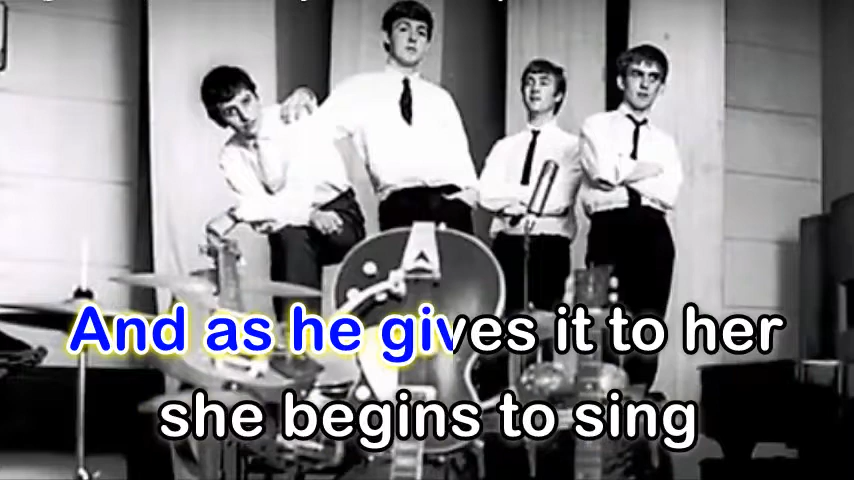 And as he gives it to her
she begins to sing